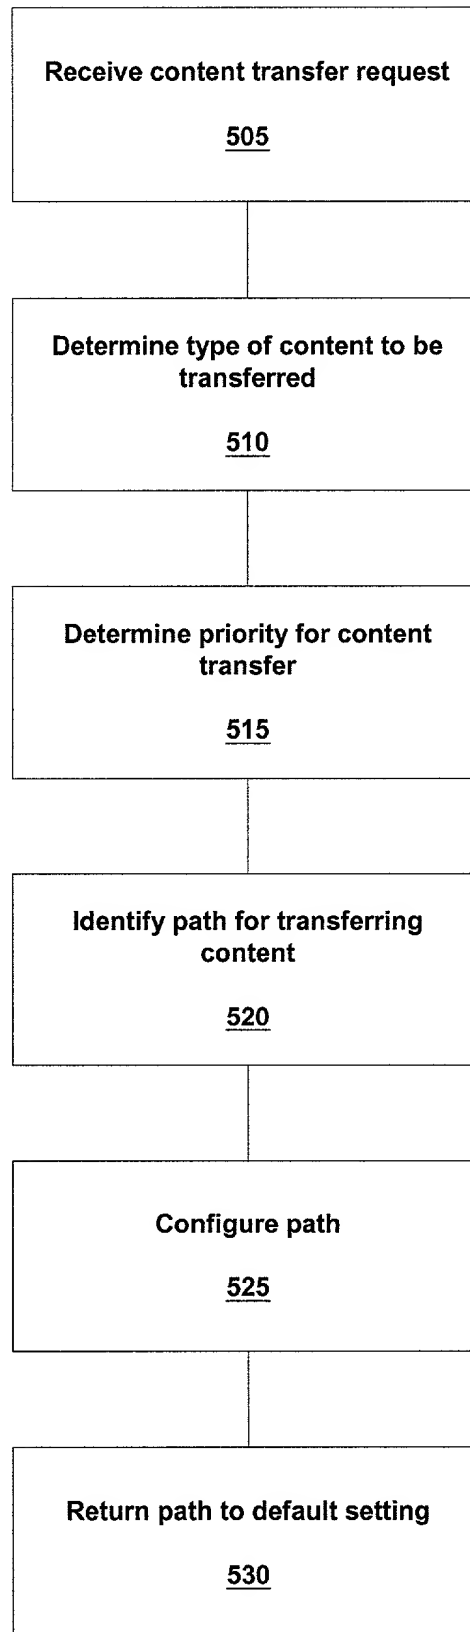 Receive content transfer request
505
Determine type of content to be
transferred
510
Determine priority for content
transfer
515
Identify path for transferring
content
520
Configure path
525
Return path to default setting
530